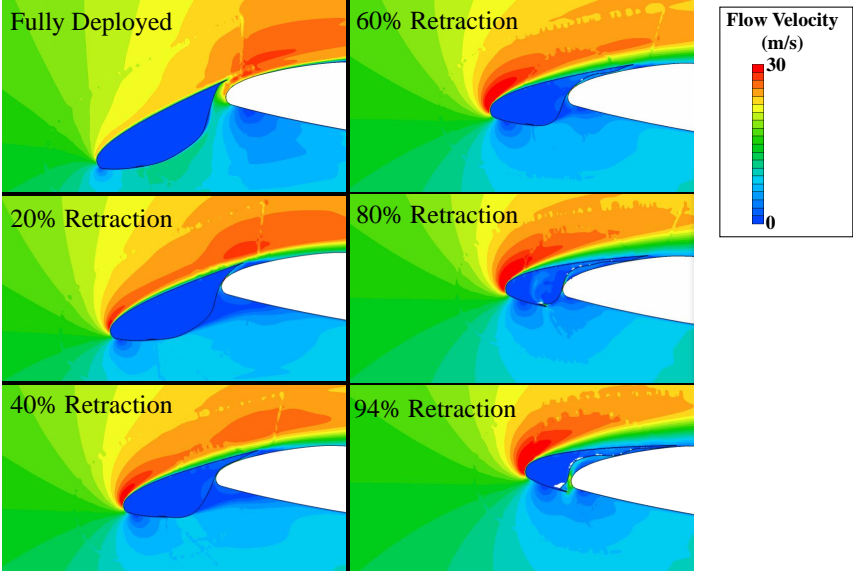 Fully Deployed
60% Retraction
20% Retraction
80% Retraction
40% Retraction
94% Retraction
Flow Velocity
(m/s)
30
0